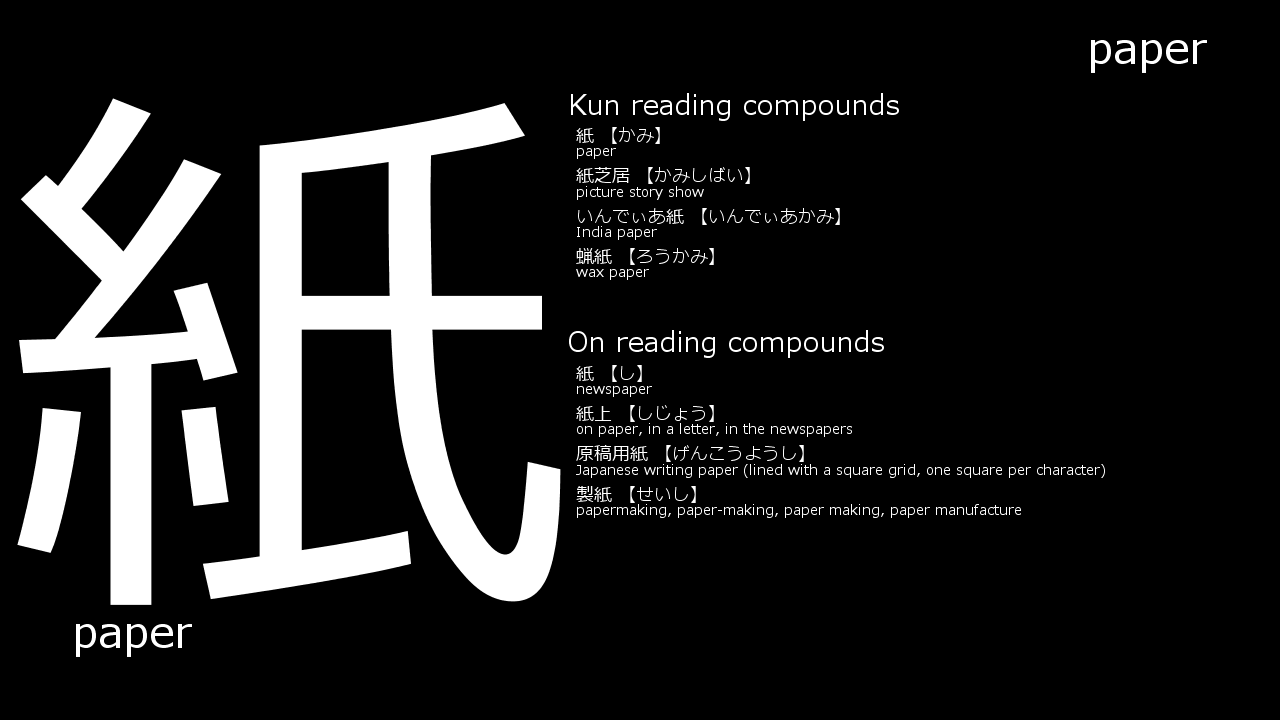 paper
紙
Kun reading compounds
紙 【かみ】
paper
紙芝居 【かみしばい】
picture story show
いんでぃあ紙 【いんでぃあかみ】
India paper
蝋紙 【ろうかみ】
wax paper
On reading compounds
紙 【し】
newspaper
紙上 【しじょう】
on paper, in a letter, in the newspapers
原稿用紙 【げんこうようし】
Japanese writing paper (lined with a square grid, one square per character)
製紙 【せいし】
papermaking, paper-making, paper making, paper manufacture
paper